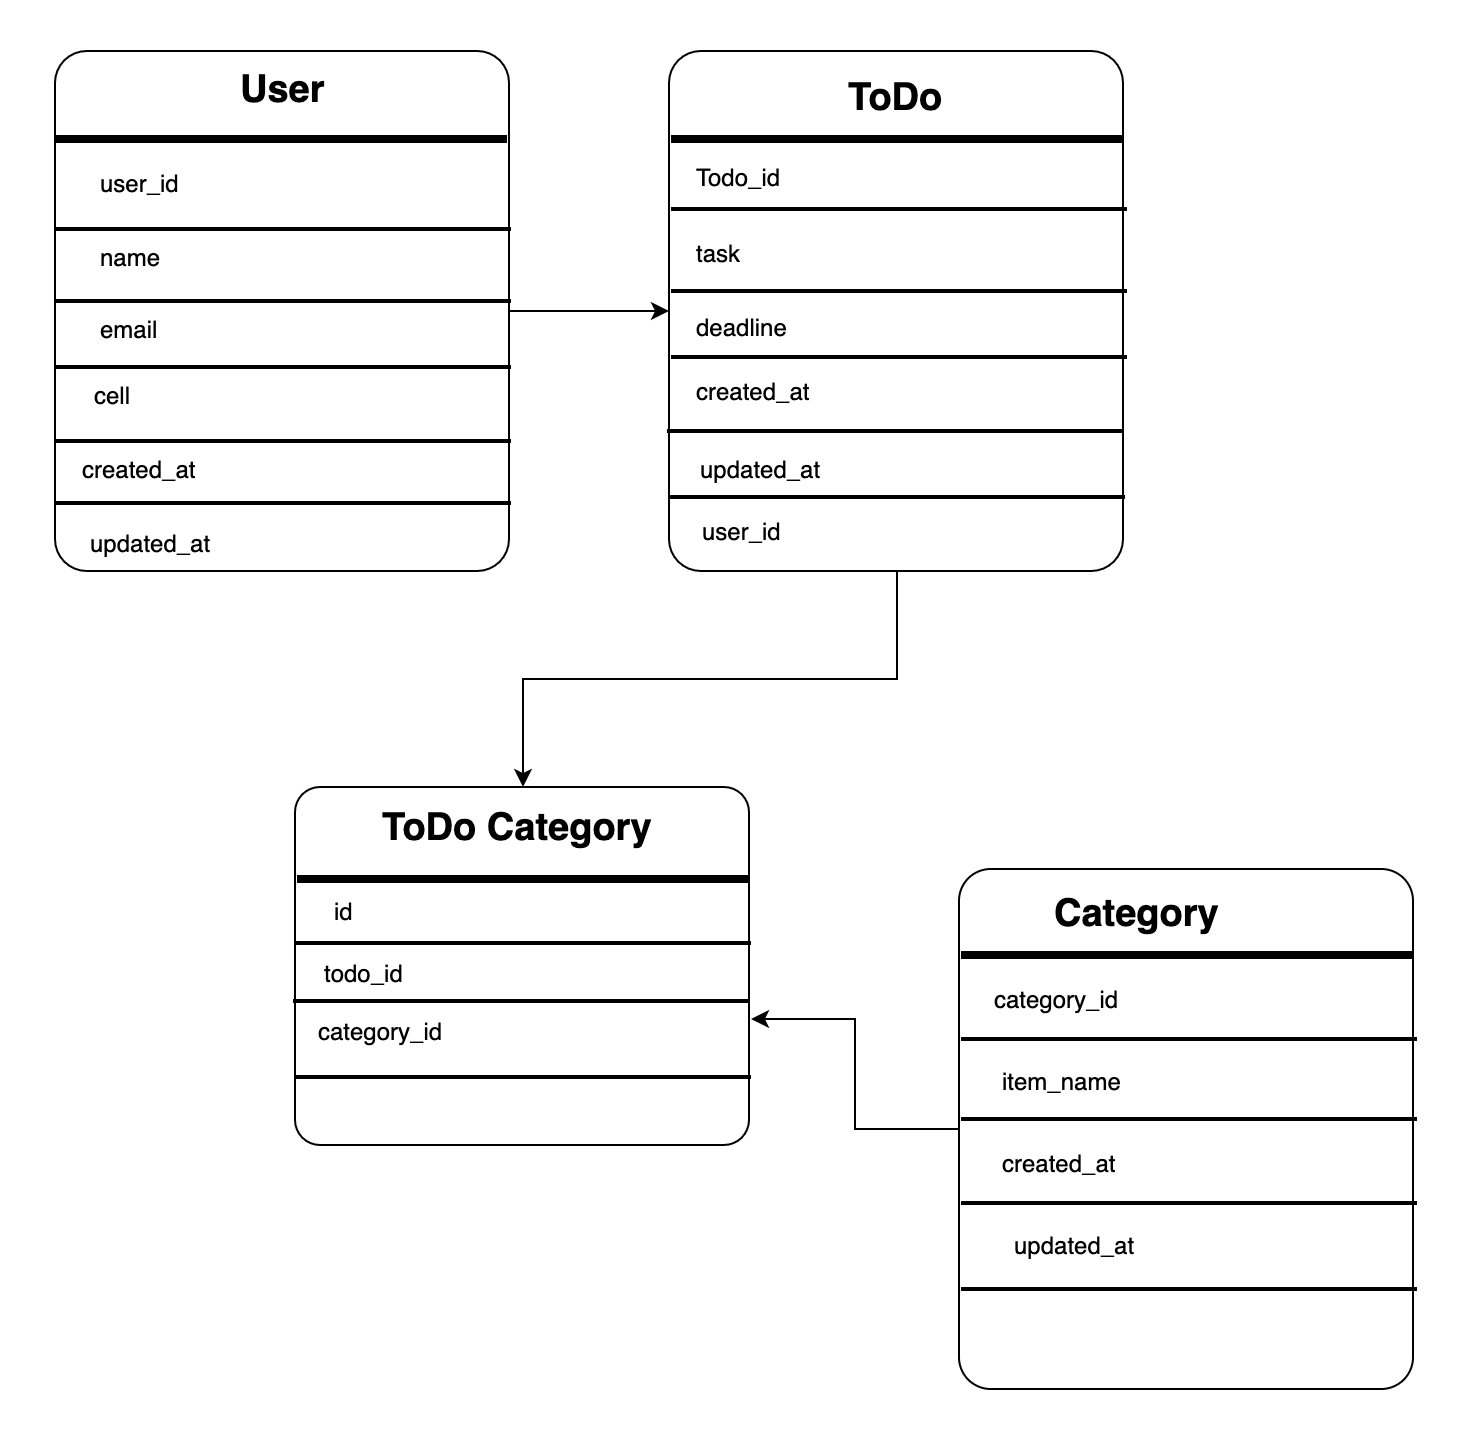 User
user_id
name
email
cell
created_at
updated_at
ToDo
Todo_id
task
deadline
created_at
updated_at
user_id
ToDo Category
id
todo_id
category_id
Category
category_id
item_name
created_at
updated_at